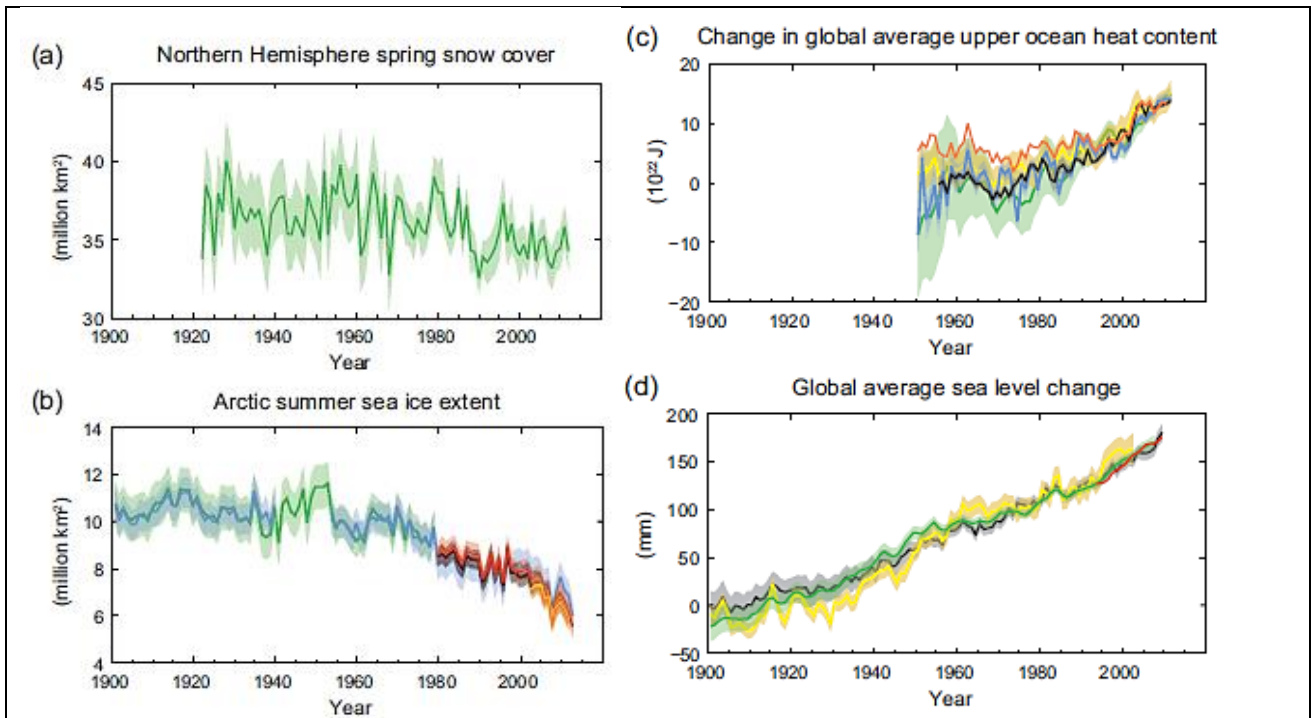 (a)
Northern Hemisphere spring snow cover
45
40
35
30
(million km²)
1900 1920 1940 1960 1980 2000
Year
(b)
Arctic summer sea ice extent
14
12
10
8
6
4
(million km²)
1900 1920 1940 1960 1980 2000
Year
(c)
Change in global average upper ocean heat content
20
10
0
−10
−20
(10²² J)
1900 1920 1940 1960 1980 2000
Year
(d)
Global average sea level change
200
150
100
50
0
−50
(mm)
1900 1920 1940 1960 1980 2000
Year